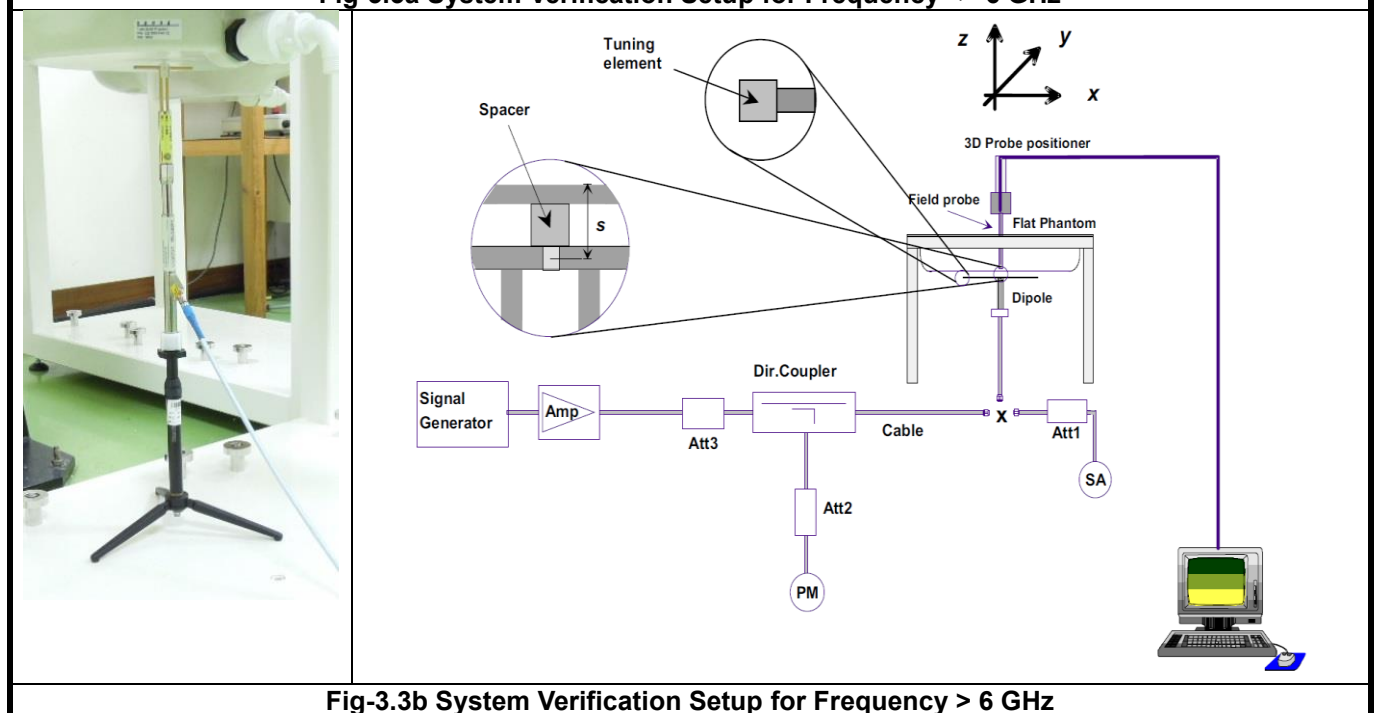 Tuning
element
z
y
x
Spacer
s
3D Probe positioner
Field probe
Flat Phantom
Dipole
Dir.Coupler
Signal
Generator
Amp
Att3
Cable
x
Att1
SA
Att2
PM
Fig-3.3b System Verification Setup for Frequency > 6 GHz